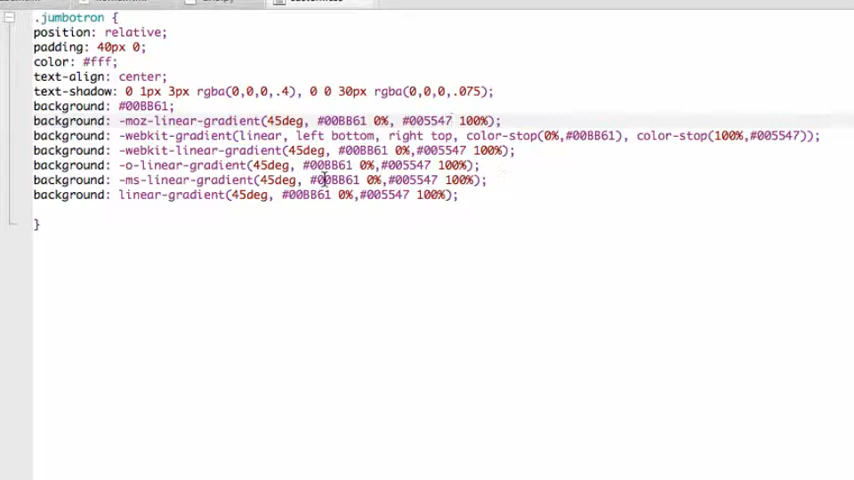 .jumbotron {
position: relative;
padding: 40px 0;
color: #fff;
text-align: center;
text-shadow: 0 1px 3px rgba(0,0,0,.4), 0 0 30px rgba(0,0,0,.075);
background: #00BB61;
background: -moz-linear-gradient(45deg, #00BB61 0%, #005547 100%);
background: -webkit-gradient(linear, left bottom, right top, color-stop(0%,#00BB61), color-stop(100%,#005547));
background: -webkit-linear-gradient(45deg, #00BB61 0%,#005547 100%);
background: -o-linear-gradient(45deg, #00BB61 0%,#005547 100%);
background: -ms-linear-gradient(45deg, #00BB61 0%,#005547 100%);
background: linear-gradient(45deg, #00BB61 0%,#005547 100%);
}